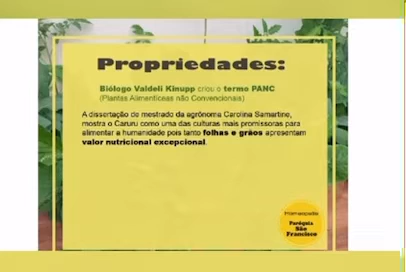 Propriedades:
Biólogo Valdeli Kinupp criou o termo PANC
(Plantas Alimentíceas não Convencionais)
A dissertação de mestrado da agrônoma Carolina Samartine,
mostra o Caruru como uma das culturas mais promissoras para
alimentar a humanidade pois tanto folhas e grãos apresentam
valor nutricional excepcional.
Paróquia
São
Francisco